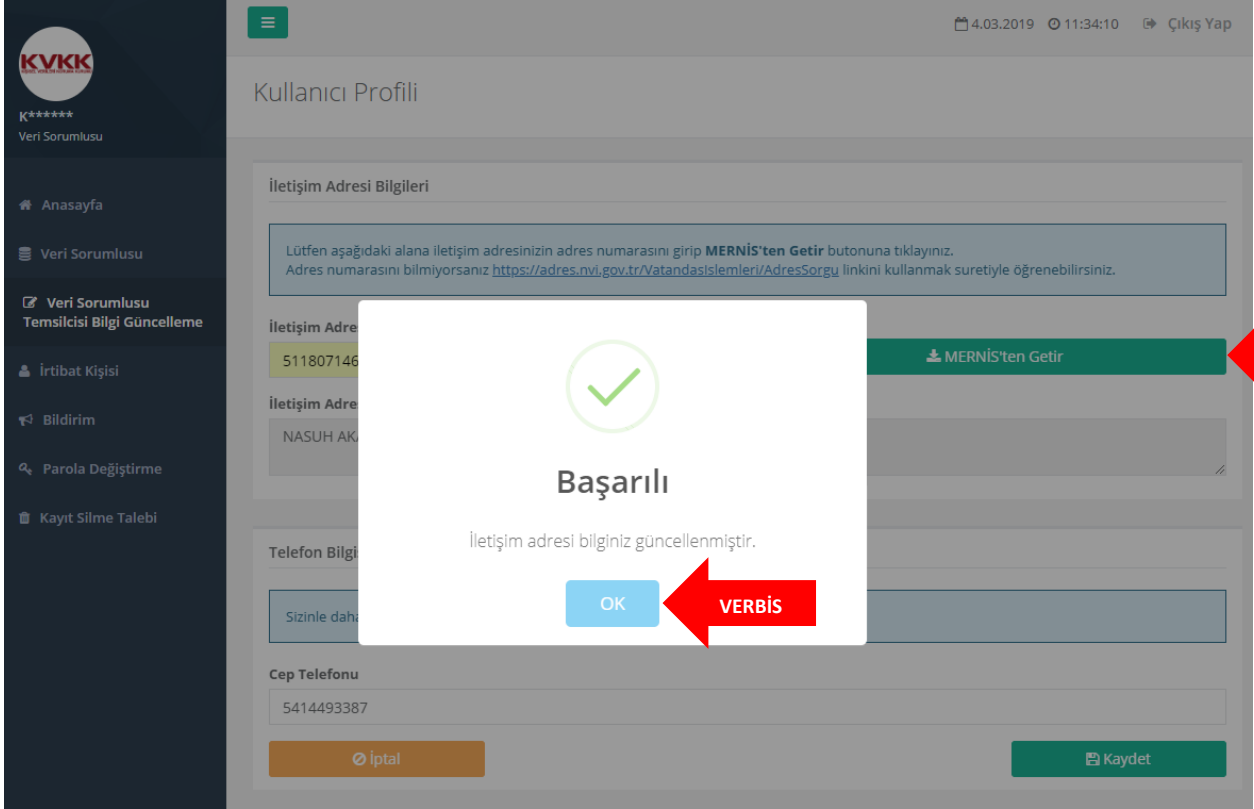 KVKK
K******
Veri Sorumlusu
Anasayfa
Veri Sorumlusu
Veri Sorumlusu
Temsilcisi Bilgi Güncelleme
İrtibat Kişisi
Bildirim
Parola Değiştirme
Kayıt Silme Talebi
4.03.2019 11:34:10 Çıkış Yap
Kullanıcı Profili
İletişim Adresi Bilgileri
Lütfen aşağıdaki alana iletişim adresinizin adres numarasını girip MERNİS'ten Getir butonuna tıklayınız.
Adres numarasını bilmiyorsanız https://adres.nvi.gov.tr/VatandasIslemleri/AdresSorgu linkini kullanmak suretiyle öğrenebilirsiniz.
İletişim Adre
511807146
MERNİS'ten Getir
İletişim Adre
NASUH AK
Başarılı
İletişim adresi bilginiz güncellenmiştir.
OK
VERBİS
Telefon Bilgi
Sizinle daha
Cep Telefonu
5414493387
İptal
Kaydet